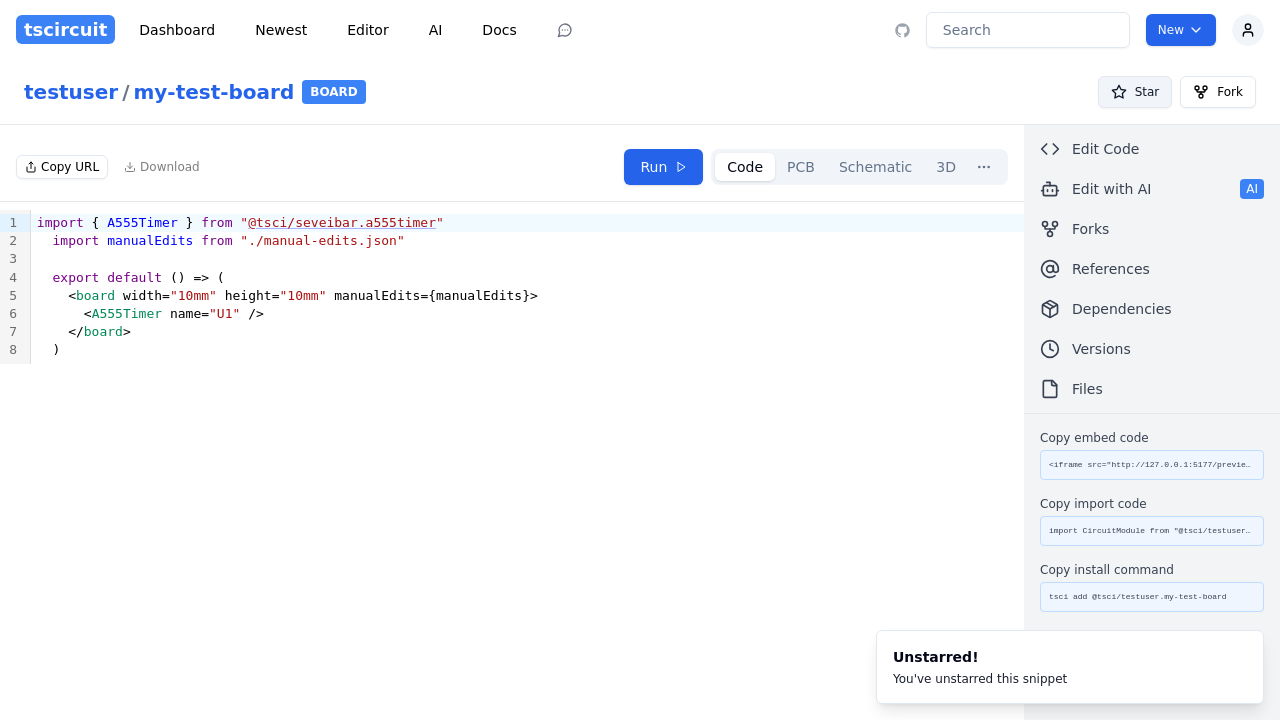 tscircuit Dashboard Newest Editor AI Docs Search New
testuser / my-test-board BOARD Star Fork
Copy URL Download Run Code PCB Schematic 3D
1 import { A555Timer } from "@tsci/seveibar.a555timer"
2 import manualEdits from "./manual-edits.json"
3
4 export default () => (
5 <board width="10mm" height="10mm" manualEdits={manualEdits}>
6 <A555Timer name="U1" />
7 </board>
8 )
Edit Code
Edit with AI AI
Forks
References
Dependencies
Versions
Files
Copy embed code
<iframe src="http://127.0.0.1:5177/previe…
Copy import code
import CircuitModule from "@tsci/testuser…
Copy install command
tsci add @tsci/testuser.my-test-board
Unstarred!
You've unstarred this snippet